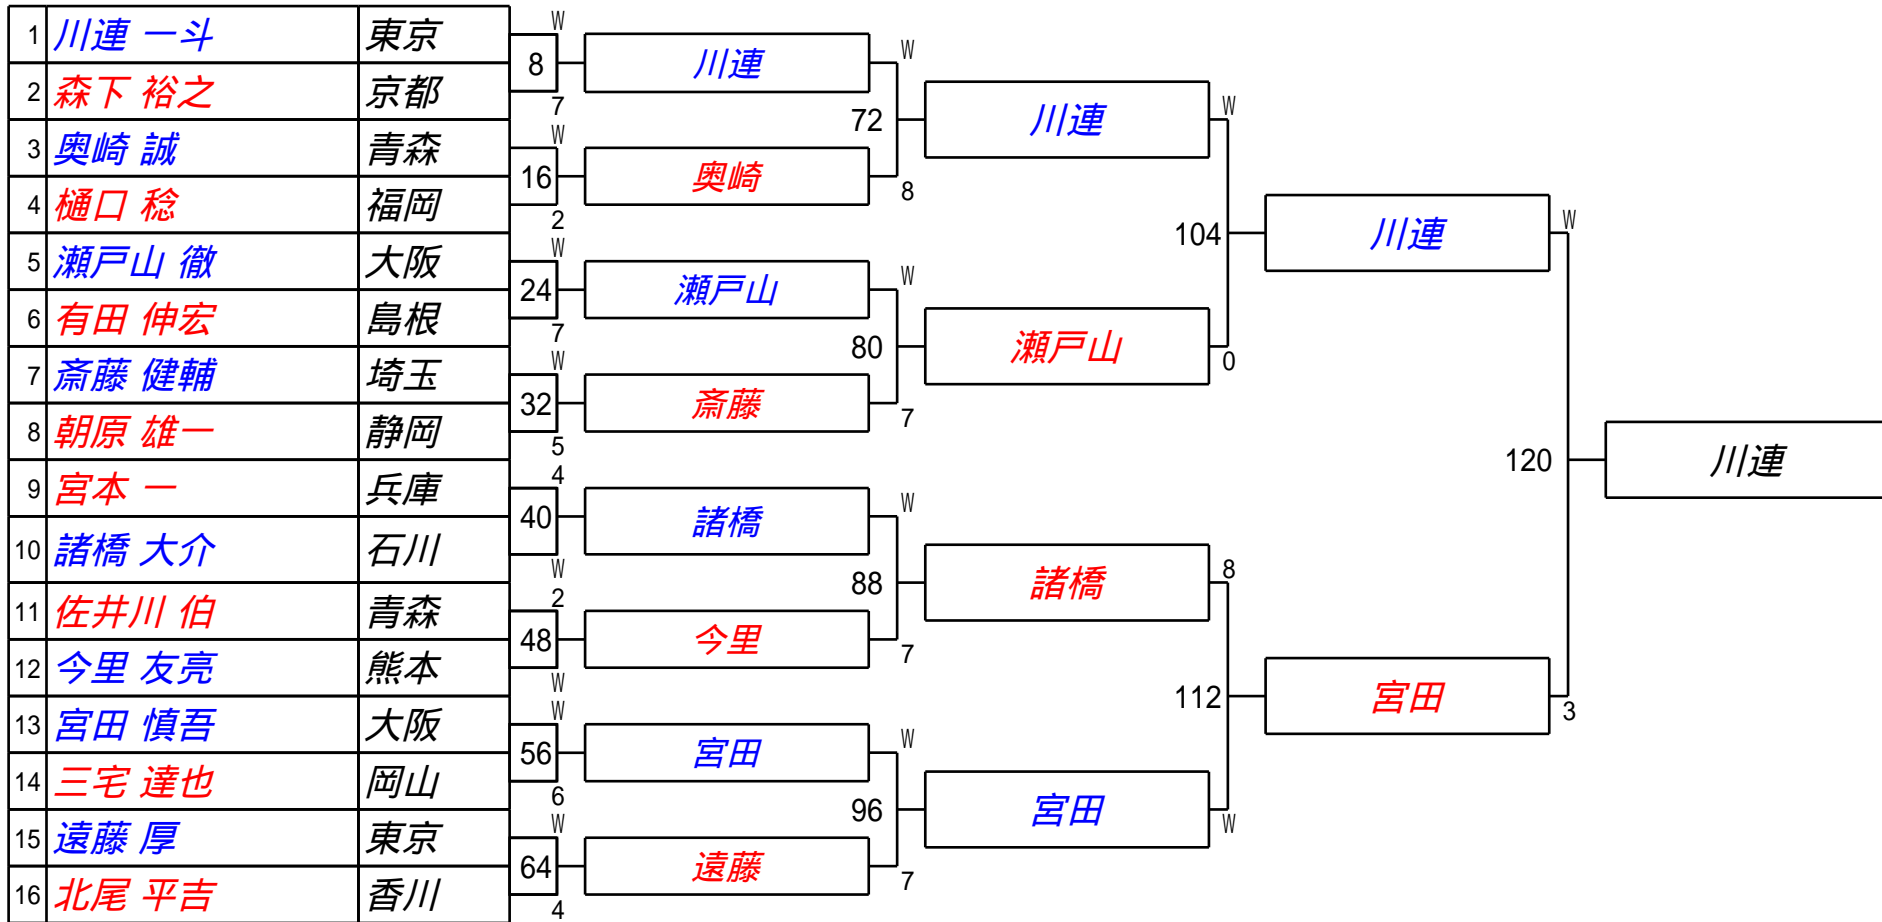 1 川連 一斗 東京
2 森下 裕之 京都
3 奥崎 誠 青森
4 樋口 稔 福岡
5 瀬戸山 徹 大阪
6 有田 伸宏 島根
7 斎藤 健輔 埼玉
8 朝原 雄一 静岡
9 宮本 一 兵庫
10 諸橋 大介 石川
11 佐井川 伯 青森
12 今里 友亮 熊本
13 宮田 慎吾 大阪
14 三宅 達也 岡山
15 遠藤 厚 東京
16 北尾 平吉 香川
W
8
7
W
16
2
W
24
7
W
32
5
4
40
W
2
48
W
W
56
6
W
64
4
川連 W
72
奥崎 8
瀬戸山 W
80
斎藤 7
諸橋 W
88
今里 7
宮田 W
96
遠藤 7
川連 W
104
瀬戸山 0
諸橋 8
112
宮田 W
川連 W
120
宮田 3
川連